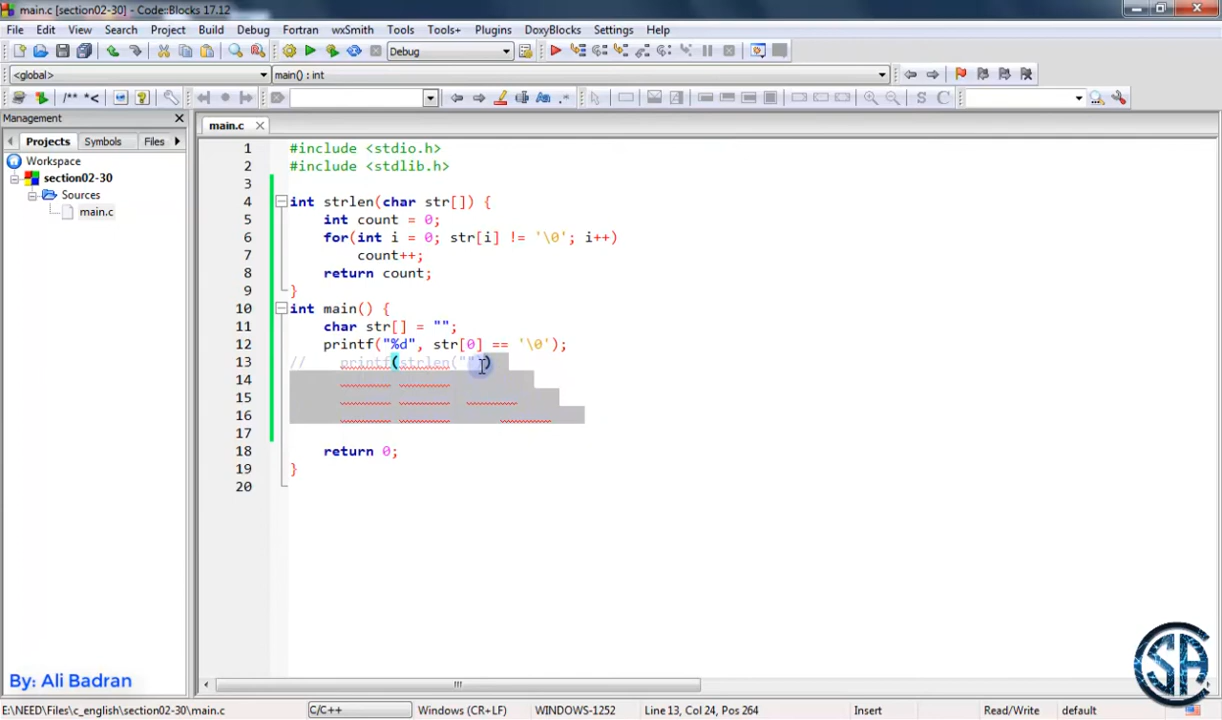 main.c [section02-30] - Code::Blocks 17.12
File Edit View Search Project Build Debug Fortran wxSmith Tools Tools+ Plugins DoxyBlocks Settings Help
Debug
<global> main() : int
/** *<
S C
Management
main.c
Projects Symbols Files
Workspace
section02-30
Sources
main.c
1 #include <stdio.h>
2 #include <stdlib.h>
3
4 int strlen(char str[]) {
5 int count = 0;
6 for(int i = 0; str[i] != '\0'; i++)
7 count++;
8 return count;
9 }
10 int main() {
11 char str[] = "";
12 printf("%d", str[0] == '\0');
13 // printf(strlen("")
14
15
16
17
18 return 0;
19 }
20
By: Ali Badran
E:\NEED\Files\c_english\section02-30\main.c C/C++ Windows (CR+LF) WINDOWS-1252 Line 13, Col 24, Pos 264 Insert Read/Write default